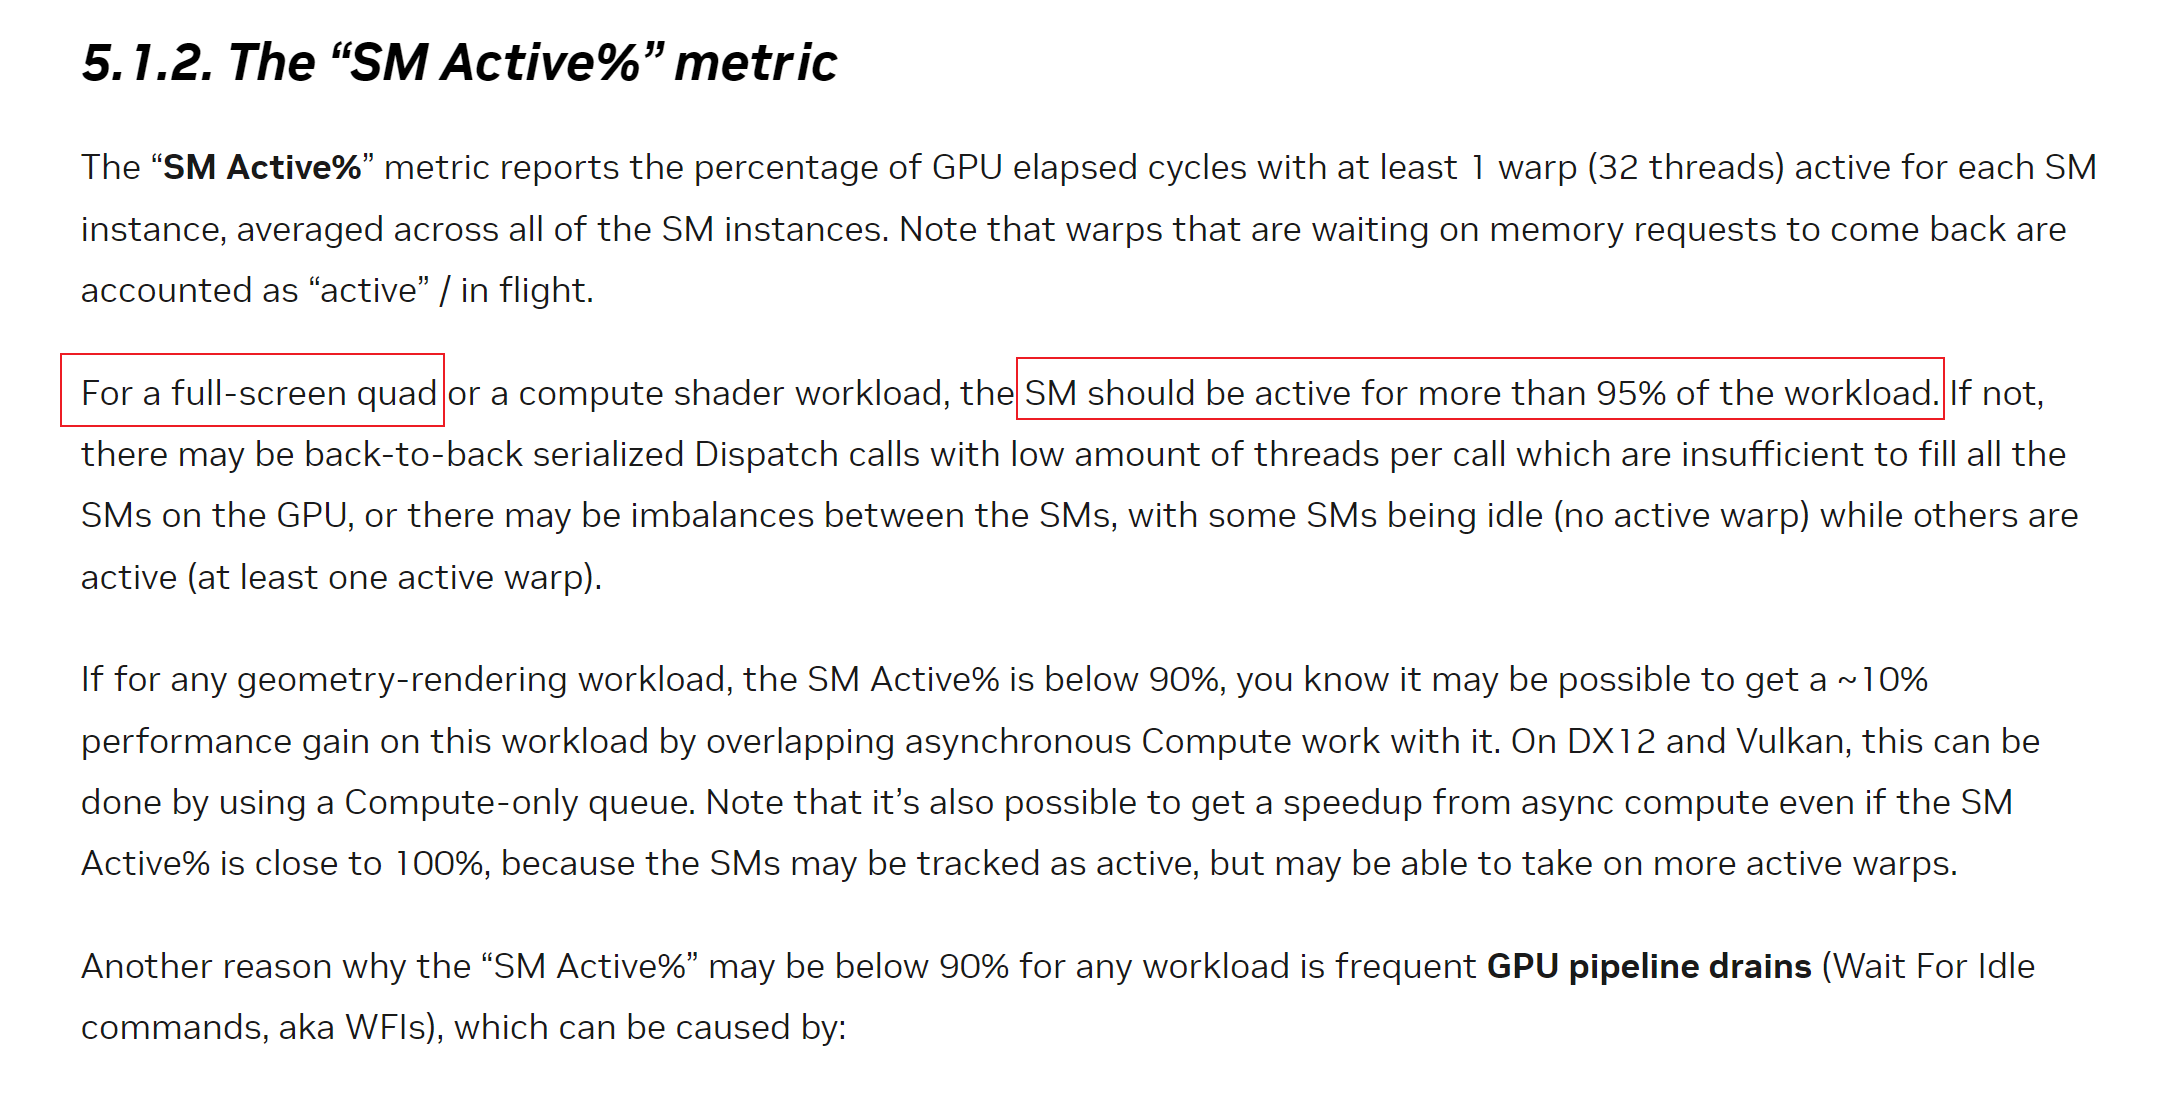 5.1.2. The “SM Active%” metric
The “SM Active%” metric reports the percentage of GPU elapsed cycles with at least 1 warp (32 threads) active for each SM
instance, averaged across all of the SM instances. Note that warps that are waiting on memory requests to come back are
accounted as “active” / in flight.
For a full-screen quad or a compute shader workload, the SM should be active for more than 95% of the workload. If not,
there may be back-to-back serialized Dispatch calls with low amount of threads per call which are insufficient to fill all the
SMs on the GPU, or there may be imbalances between the SMs, with some SMs being idle (no active warp) while others are
active (at least one active warp).
If for any geometry-rendering workload, the SM Active% is below 90%, you know it may be possible to get a ~10%
performance gain on this workload by overlapping asynchronous Compute work with it. On DX12 and Vulkan, this can be
done by using a Compute-only queue. Note that it’s also possible to get a speedup from async compute even if the SM
Active% is close to 100%, because the SMs may be tracked as active, but may be able to take on more active warps.
Another reason why the “SM Active%” may be below 90% for any workload is frequent GPU pipeline drains (Wait For Idle
commands, aka WFIs), which can be caused by: